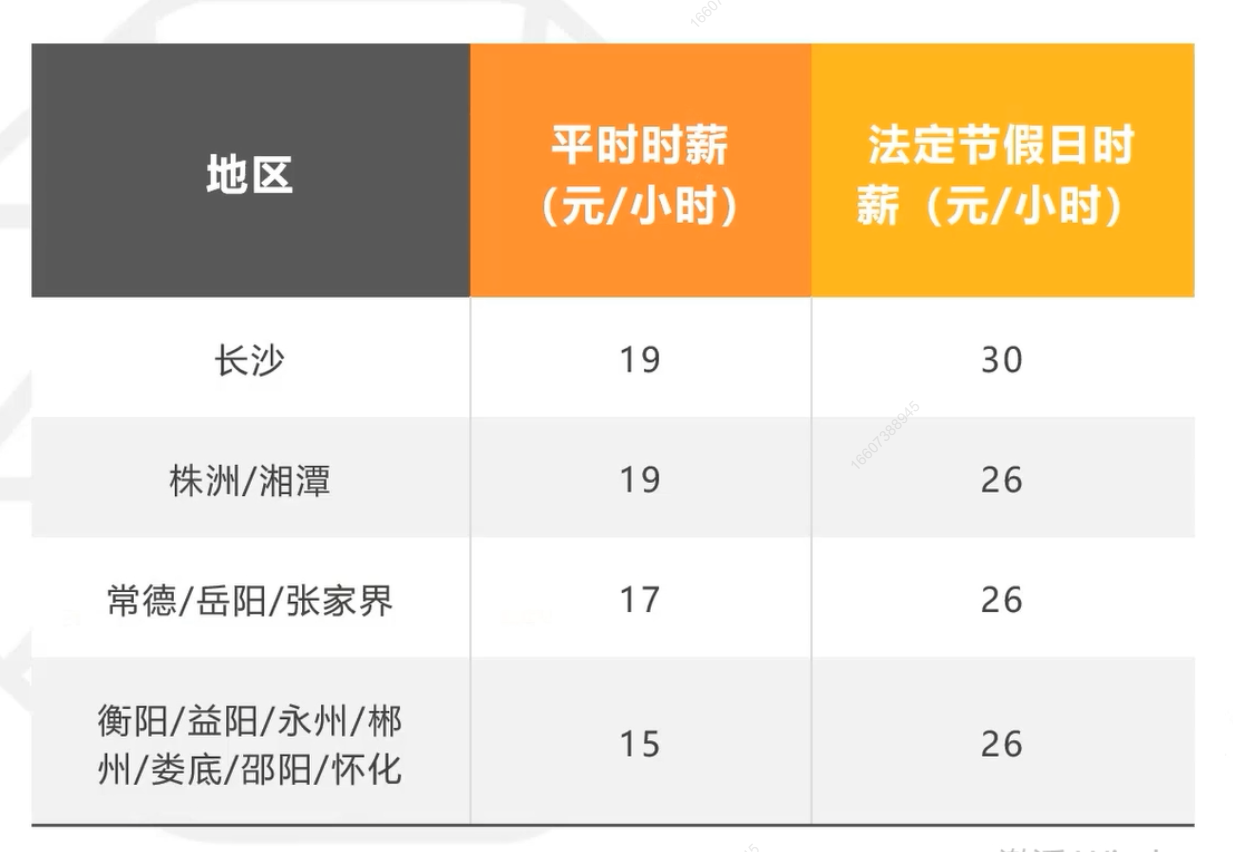 地区
平时时薪
（元/小时）
法定节假日时
薪（元/小时）
长沙
19
30
株洲/湘潭
19
26
16607388945
常德/岳阳/张家界
17
26
衡阳/益阳/永州/郴
州/娄底/邵阳/怀化
15
26